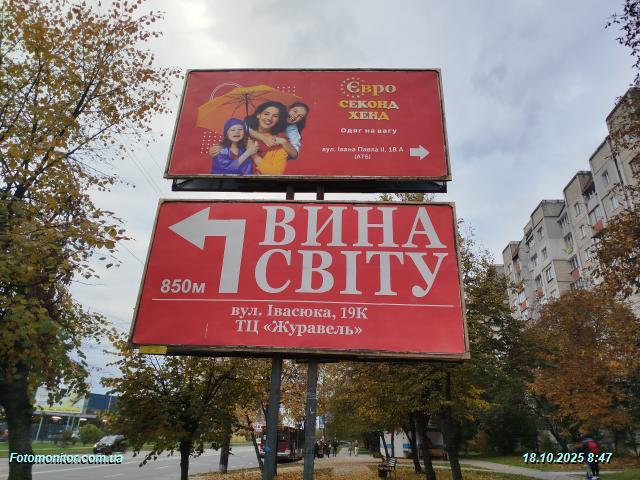 Євро
СЕКОНД
ХЕНД
Одяг на вагу
вул. Івана Павла ІІ, 18 А
(АТБ)
ВИНА
СВІТУ
850м
вул. Івасюка, 19К
ТЦ «Журавель»
Fotomonitor.com.ua
18.10.2025 8:47